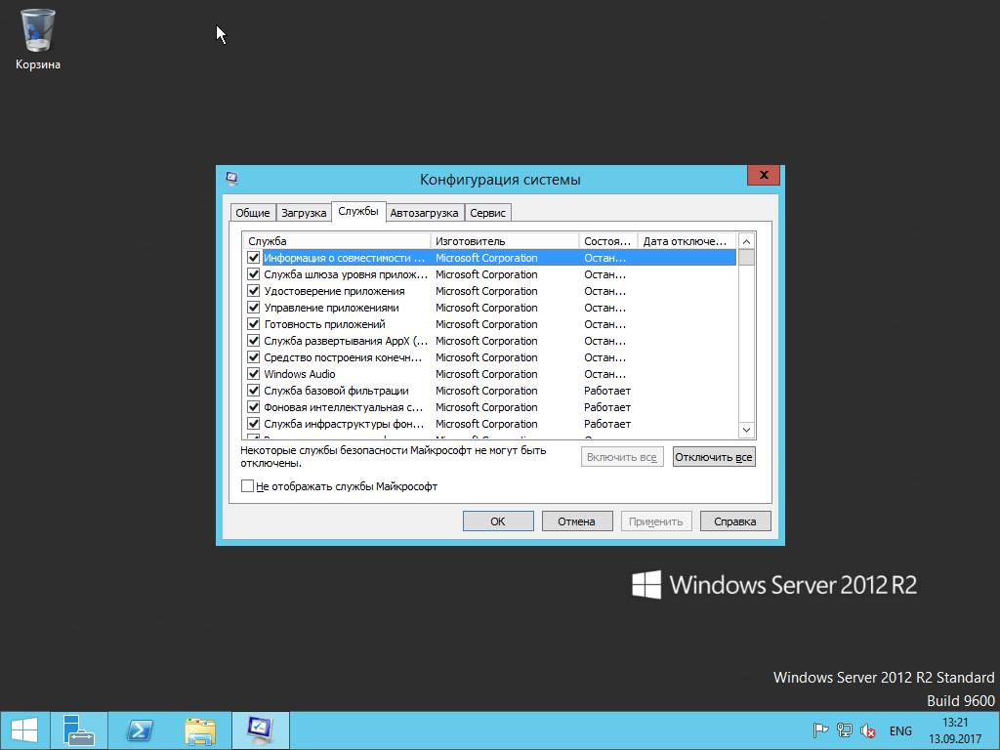 Корзина
Конфигурация системы
Общие Загрузка Службы Автозагрузка Сервис
Служба Изготовитель Состоя... Дата отключе...
Информация о совместимости ... Microsoft Corporation Остан...
Служба шлюза уровня прилож... Microsoft Corporation Остан...
Удостоверение приложения Microsoft Corporation Остан...
Управление приложениями Microsoft Corporation Остан...
Готовность приложений Microsoft Corporation Остан...
Служба развертывания AppX (... Microsoft Corporation Остан...
Средство построения конечн... Microsoft Corporation Остан...
Windows Audio Microsoft Corporation Остан...
Служба базовой фильтрации Microsoft Corporation Работает
Фоновая интеллектуальная с... Microsoft Corporation Работает
Служба инфраструктуры фон... Microsoft Corporation Работает
Некоторые службы безопасности Майкрософт не могут быть
отключены.
Включить все Отключить все
Не отображать службы Майкрософт
ОК Отмена Применить Справка
Windows Server 2012 R2
Windows Server 2012 R2 Standard
Build 9600
ENG
13:21
13.09.2017